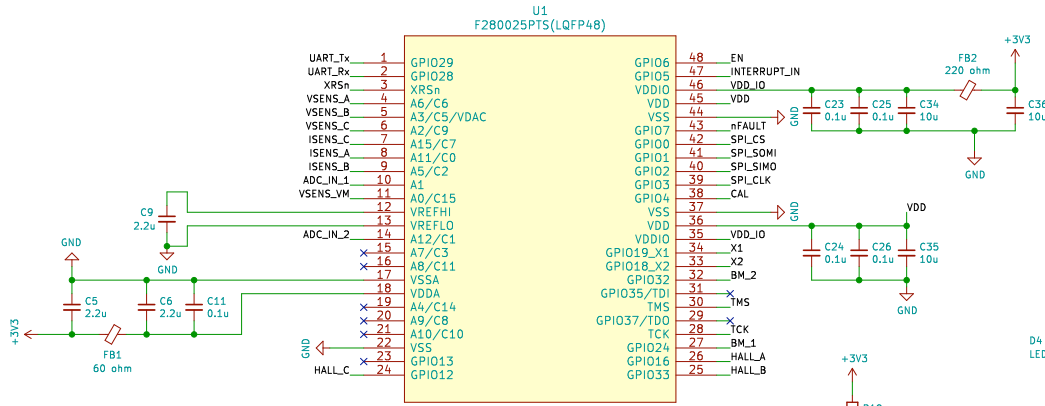 U1
F280025PTS(LQFP48)
UART_Tx 1 GPIO29
UART_Rx 2 GPIO28
XRSn 3 XRSn
VSENS_A 4 A6/C6
VSENS_B 5 A3/C5/VDAC
VSENS_C 6 A2/C9
ISENS_C 7 A15/C7
ISENS_A 8 A11/C0
ISENS_B 9 A5/C2
ADC_IN_1 10 A1
VSENS_VM 11 A0/C15
12 VREFHI
13 VREFLO
ADC_IN_2 14 A12/C1
15 A7/C3
16 A8/C11
17 VSSA
18 VDDA
19 A4/C14
20 A9/C8
21 A10/C10
22 VSS
23 GPIO13
HALL_C 24 GPIO12
GPIO6 48 EN
GPIO5 47 INTERRUPT_IN
VDDIO 46 VDD_IO
VDD 45 VDD
VSS 44
GPIO7 43 nFAULT
GPIO0 42 SPI_CS
GPIO1 41 SPI_SOMI
GPIO2 40 SPI_SIMO
GPIO3 39 SPI_CLK
GPIO4 38 CAL
VSS 37
VDD 36
VDDIO 35 VDD_IO
GPIO19_X1 34 X1
GPIO18_X2 33 X2
GPIO32 32 BM_2
GPIO35/TDI 31
TMS 30 TMS
GPIO37/TDO 29
TCK 28 TCK
GPIO24 27 BM_1
GPIO16 26 HALL_A
GPIO33 25 HALL_B
C9
2.2u
GND
GND
C5
2.2u
C6
2.2u
C11
0.1u
+3V3
FB1
60 ohm
GND
GND
C23
0.1u
C25
0.1u
C34
10u
FB2
220 ohm
+3V3
C36
10u
GND
GND
VDD
C24
0.1u
C26
0.1u
C35
10u
GND
+3V3
D4
LED